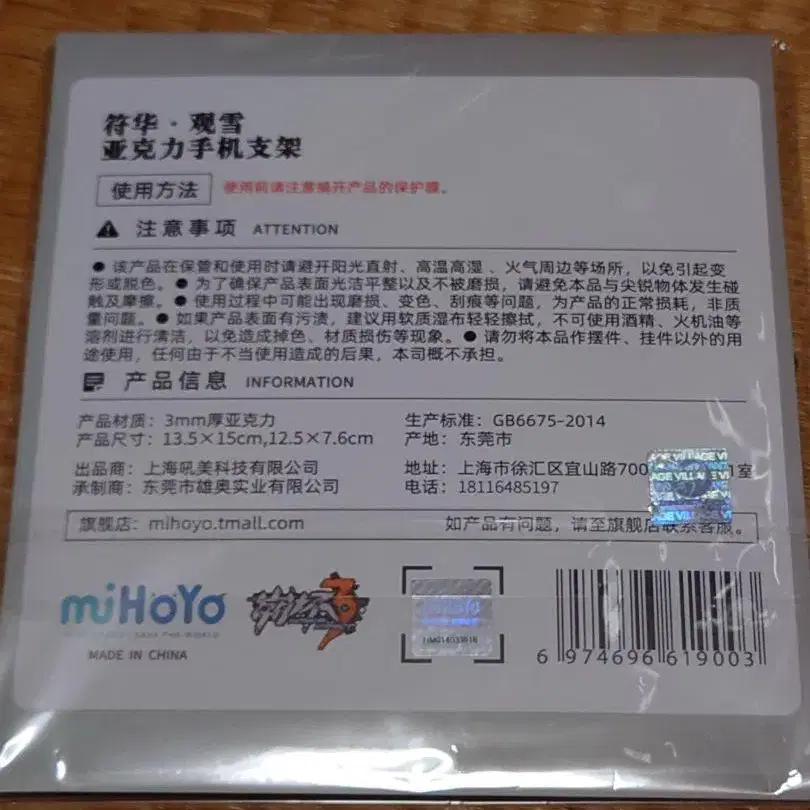 符华·观雪
亚克力手机支架
使用方法 使用前请注意撕开产品的保护膜。
注意事项 ATTENTION
● 该产品在保管和使用时请避开阳光直射、高温高湿、火气周边等场所，以免引起变
形或脱色。● 为了确保产品表面光洁平整以及不被磨损，请避免本品与尖锐物体发生碰
触及摩擦。● 使用过程中可能出现磨损、变色、刮痕等问题，为产品的正常损耗，非质
量问题。● 如果产品表面有污渍，建议用软质湿布轻轻擦拭，不可使用酒精、火机油等
溶剂进行清洁，以免造成掉色、材质损伤等现象。● 请勿将本品作摆件、挂件以外的用
途使用，任何由于不当使用造成的后果，本司概不承担。
产品信息 INFORMATION
产品材质：3mm厚亚克力 生产标准：GB6675-2014
产品尺寸：13.5×15cm,12.5×7.6cm 产地：东莞市
出品商：上海吼美科技有限公司 地址：上海市徐汇区宜山路700 1室
承制商：东莞市雄奥实业有限公司 电话：18116485197
旗舰店：mihoyo.tmall.com 如产品有问题，请至旗舰店联系客服。
miHoYo 崩坏3 miHoYo
MADE IN CHINA
6 974696 619003